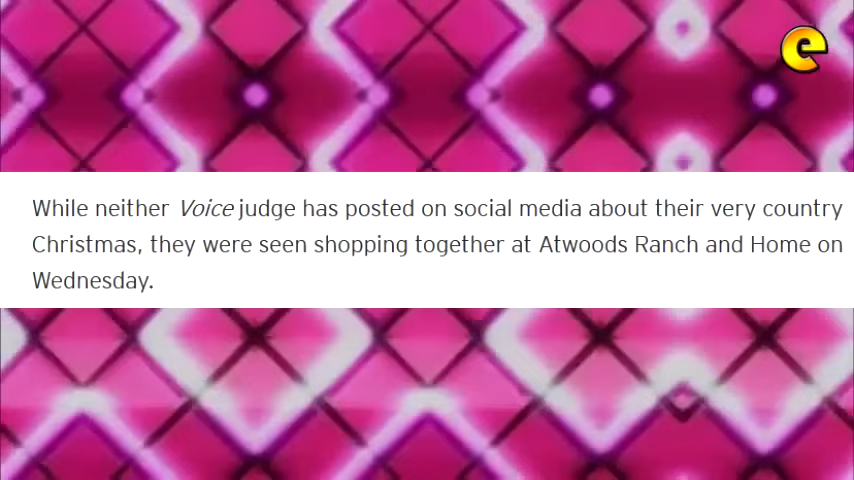 e
While neither Voice judge has posted on social media about their very country
Christmas, they were seen shopping together at Atwoods Ranch and Home on
Wednesday.